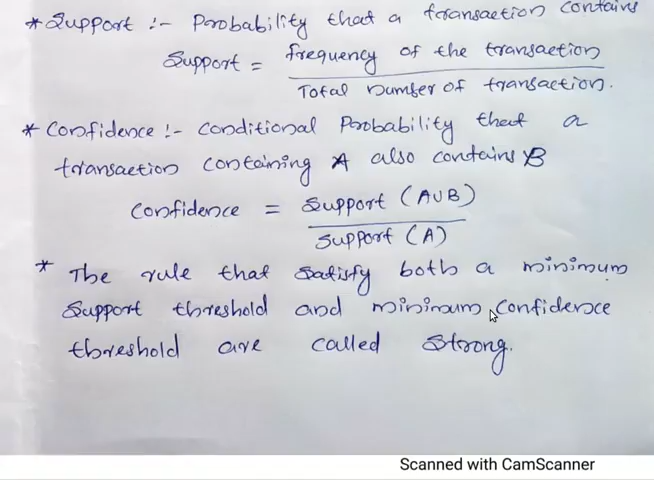 * Support :- Probability that a transaction contains
Support = frequency of the transaction / Total number of transaction.
* Confidence :- Conditional Probability that a
transaction containing A also contains B
Confidence = Support (A∪B) / Support (A)
* The rule that satisfy both a minimum
Support threshold and minimum Confidence
threshold are called Strong.
Scanned with CamScanner